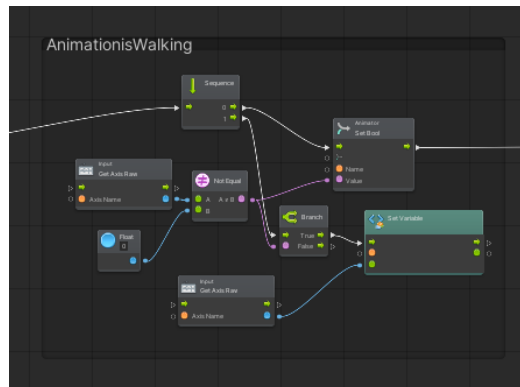 AnimationisWalking
Sequence
0
1
Animator
Set Bool
Name
Value
Input
Get Axis Raw
Axis Name
Not Equal
A A ≠ B
B
Float
0
Branch
True
False
Set Variable
Input
Get Axis Raw
Axis Name